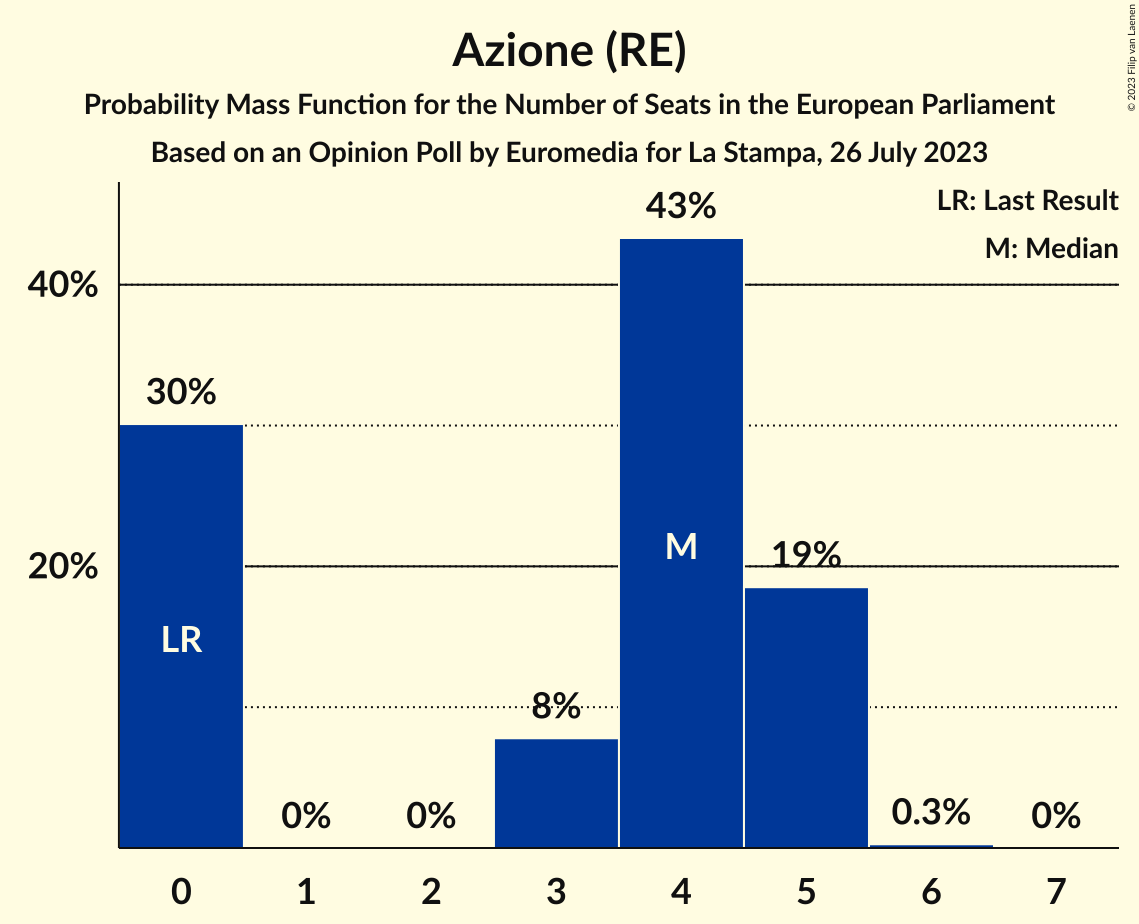 Azione (RE)
Probability Mass Function for the Number of Seats in the European Parliament
Based on an Opinion Poll by Euromedia for La Stampa, 26 July 2023
© 2023 Filip van Laenen
LR: Last Result
M: Median
40%
20%
30%
0%
0%
8%
43%
19%
0.3%
0%
LR
M
0 1 2 3 4 5 6 7